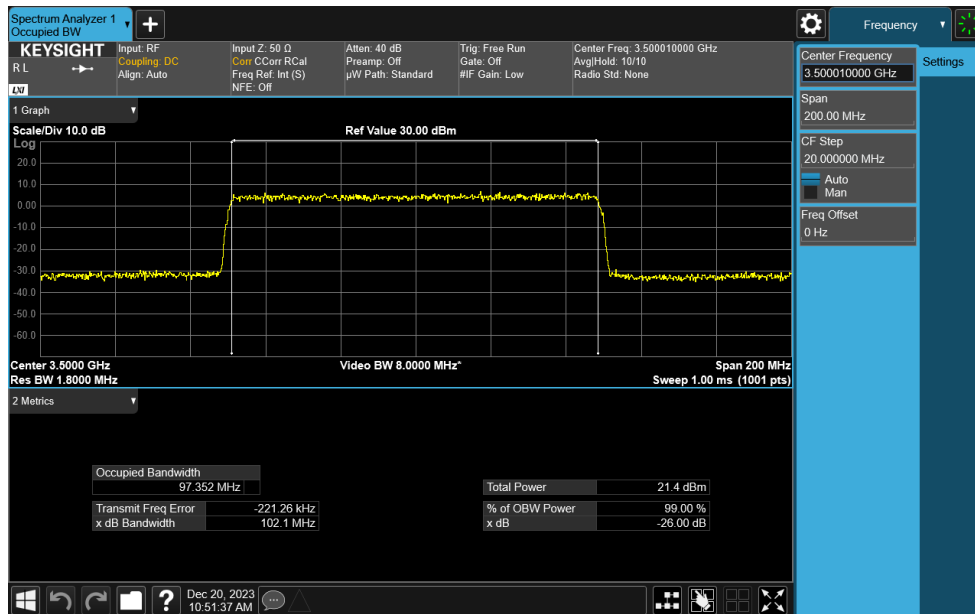 Spectrum Analyzer 1
Occupied BW
Frequency
KEYSIGHT
R L
LXI
Input: RF
Coupling: DC
Align: Auto
Input Z: 50 Ω
Corr CCorr RCal
Freq Ref: Int (S)
NFE: Off
Atten: 40 dB
Preamp: Off
µW Path: Standard
Trig: Free Run
Gate: Off
#IF Gain: Low
Center Freq: 3.500010000 GHz
Avg|Hold: 10/10
Radio Std: None
Center Frequency
3.500010000 GHz
Settings
Span
200.00 MHz
CF Step
20.000000 MHz
Auto
Man
Freq Offset
0 Hz
1 Graph
Scale/Div 10.0 dB
Ref Value 30.00 dBm
Log
20.0
10.0
0.00
-10.0
-20.0
-30.0
-40.0
-50.0
-60.0
Center 3.5000 GHz
Video BW 8.0000 MHz*
Span 200 MHz
Res BW 1.8000 MHz
Sweep 1.00 ms (1001 pts)
2 Metrics
Occupied Bandwidth
97.352 MHz
Total Power 21.4 dBm
Transmit Freq Error -221.26 kHz
% of OBW Power 99.00 %
x dB Bandwidth 102.1 MHz
x dB -26.00 dB
?
Dec 20, 2023
10:51:37 AM